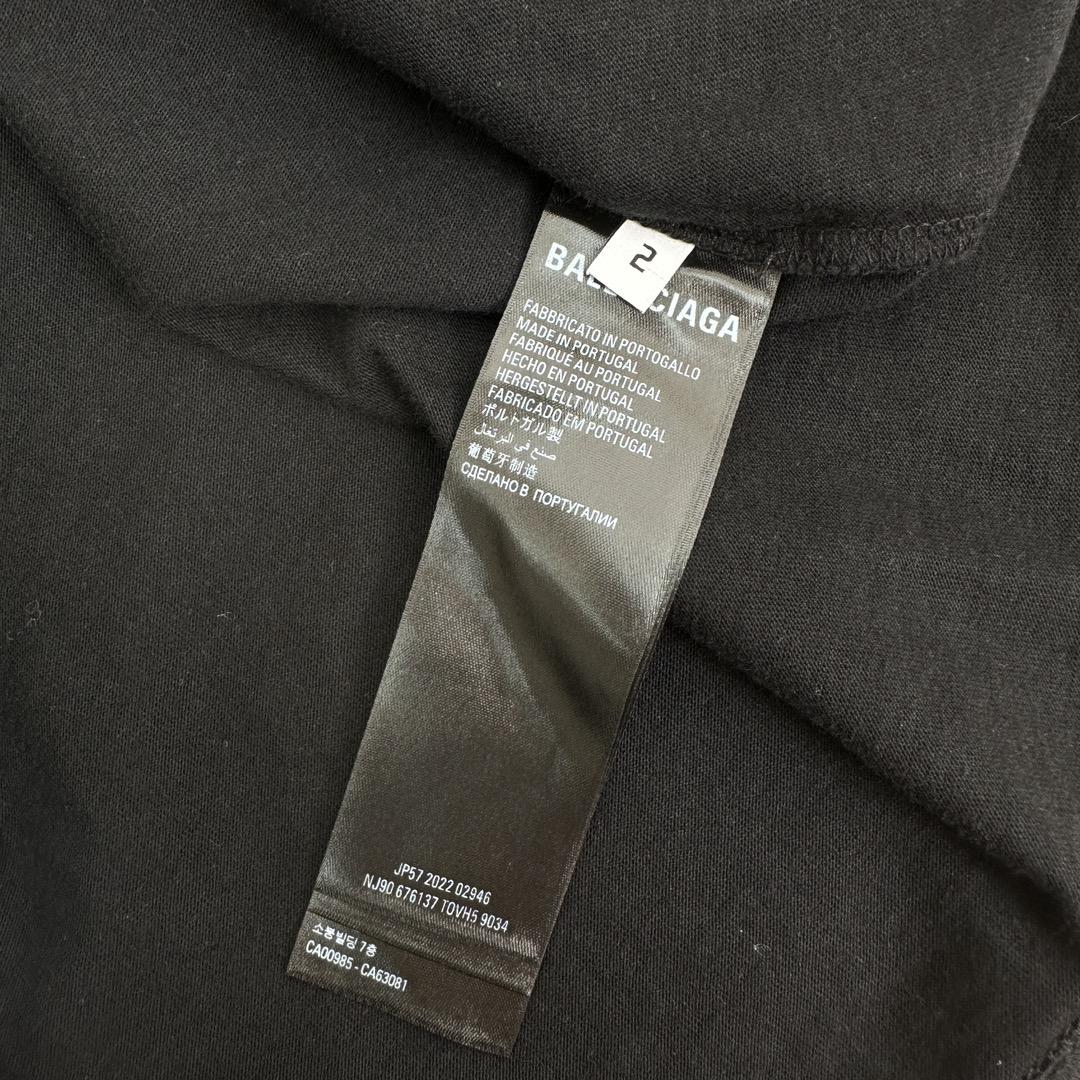 2
BALENCIAGA
FABBRICATO IN PORTOGALLO
MADE IN PORTUGAL
FABRIQUÉ AU PORTUGAL
HECHO EN PORTUGAL
HERGESTELLT IN PORTUGAL
FABRICADO EM PORTUGAL
ポルトガル製
صنع في البرتغال
葡萄牙制造
СДЕЛАНО В ПОРТУГАЛИИ
JP57 2022 02946
NJ90 676137 TOVH5 9034
소봉빌딩 7층
CA00985 - CA63081